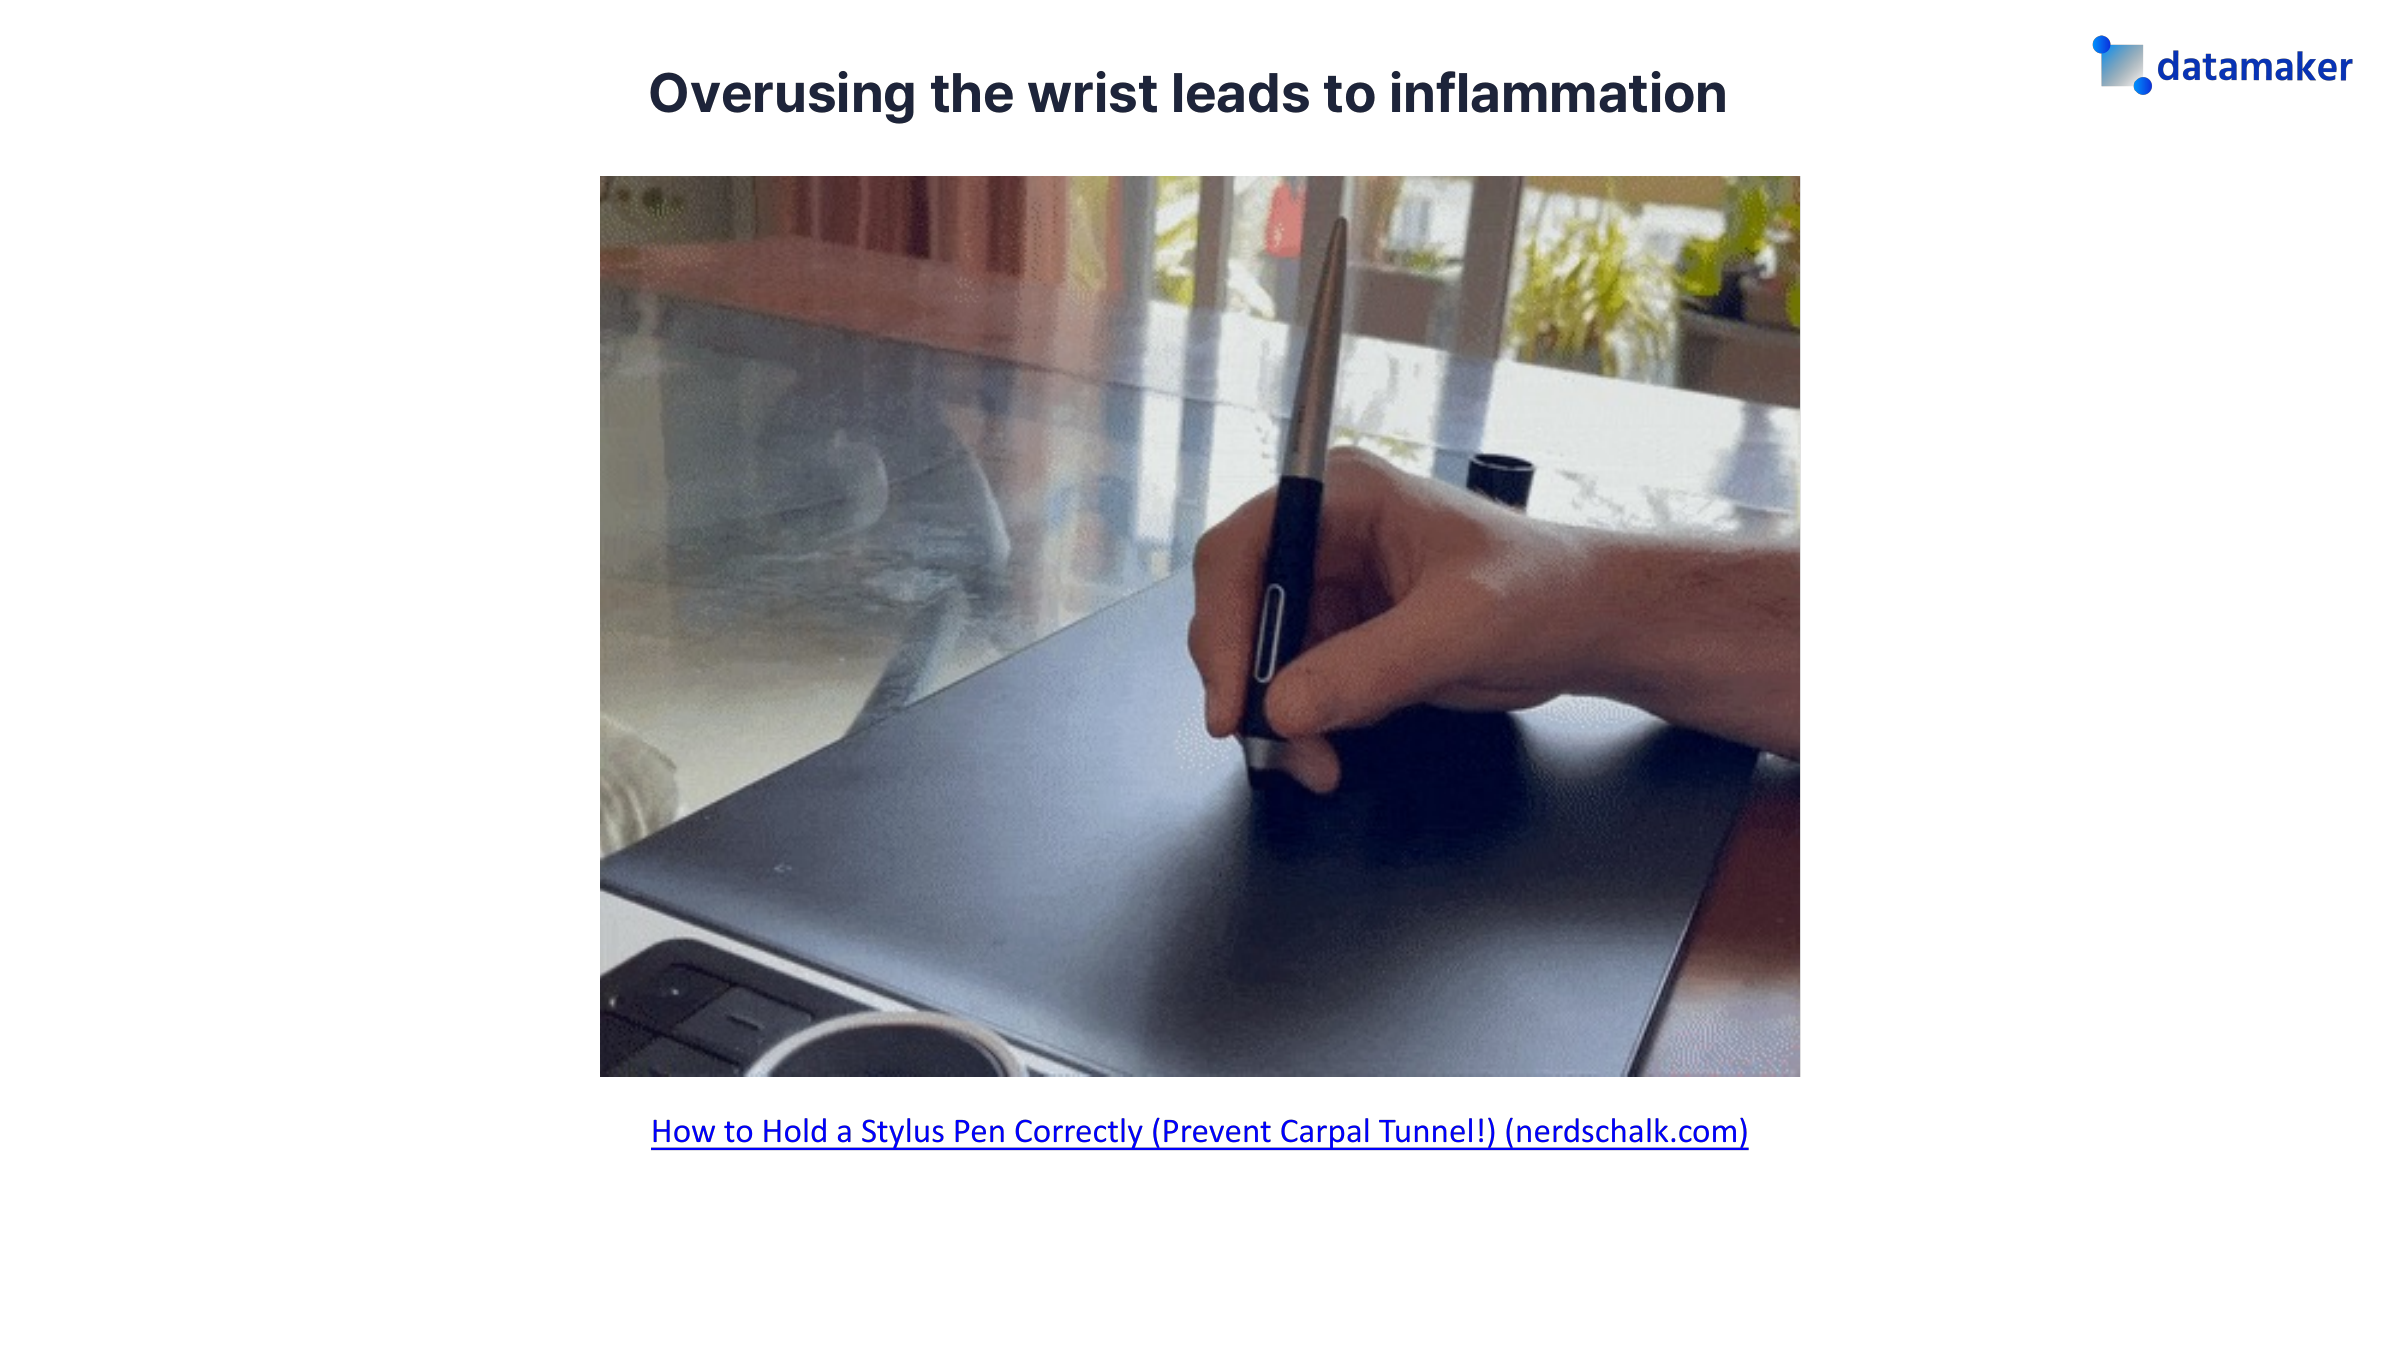 Overusing the wrist leads to inflammation
datamaker
How to Hold a Stylus Pen Correctly (Prevent Carpal Tunnel!) (nerdschalk.com)